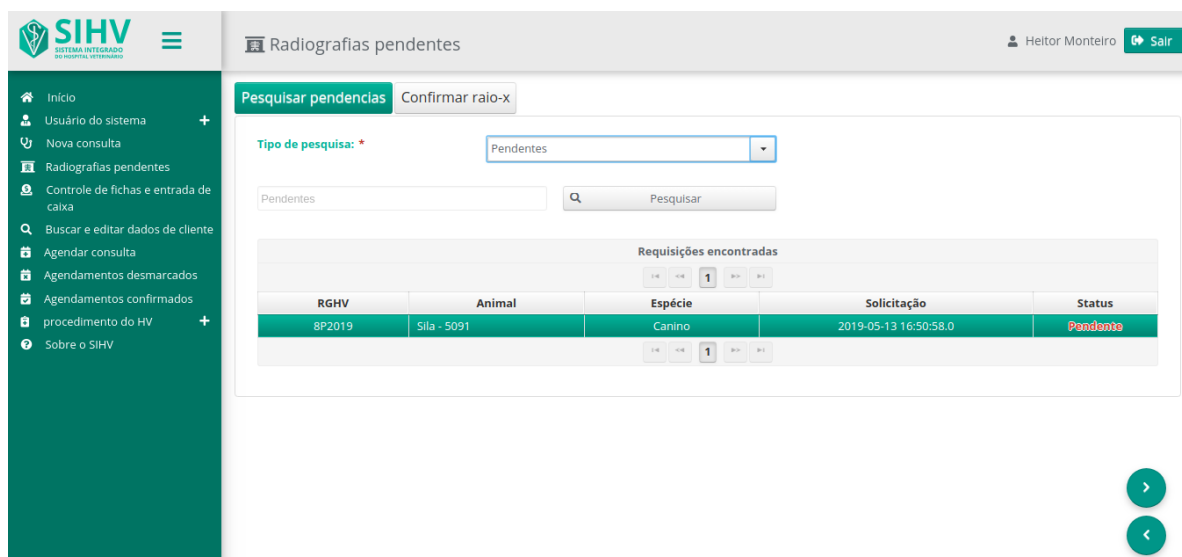 SIHV
SISTEMA INTEGRADO
DO HOSPITAL VETERINÁRIO
Radiografias pendentes
Heitor Monteiro
Sair
Início
Usuário do sistema
Nova consulta
Radiografias pendentes
Controle de fichas e entrada de
caixa
Buscar e editar dados de cliente
Agendar consulta
Agendamentos desmarcados
Agendamentos confirmados
procedimento do HV
Sobre o SIHV
Pesquisar pendencias Confirmar raio-x
Tipo de pesquisa: * Pendentes
Pendentes Pesquisar
Requisições encontradas
1
RGHV Animal Espécie Solicitação Status
8P2019 Sila - 5091 Canino 2019-05-13 16:50:58.0 Pendente
1